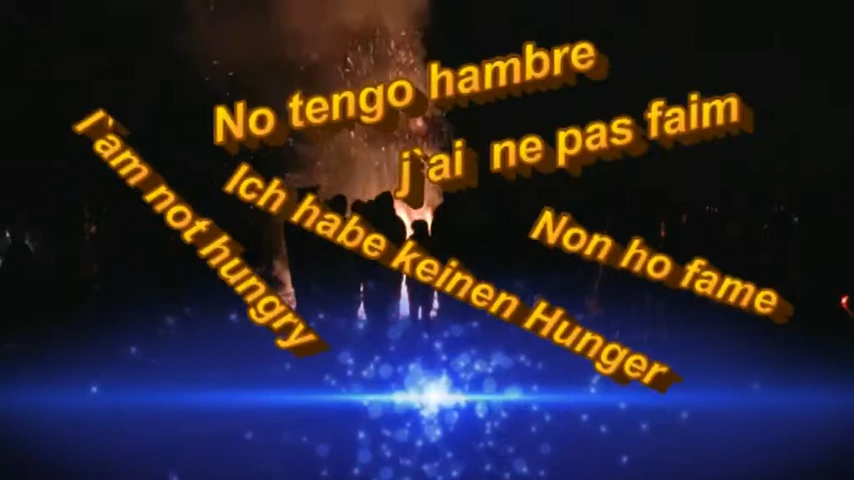 No tengo hambre
j`ai ne pas faim
I`am not hungry
Ich habe keinen Hunger
Non ho fame